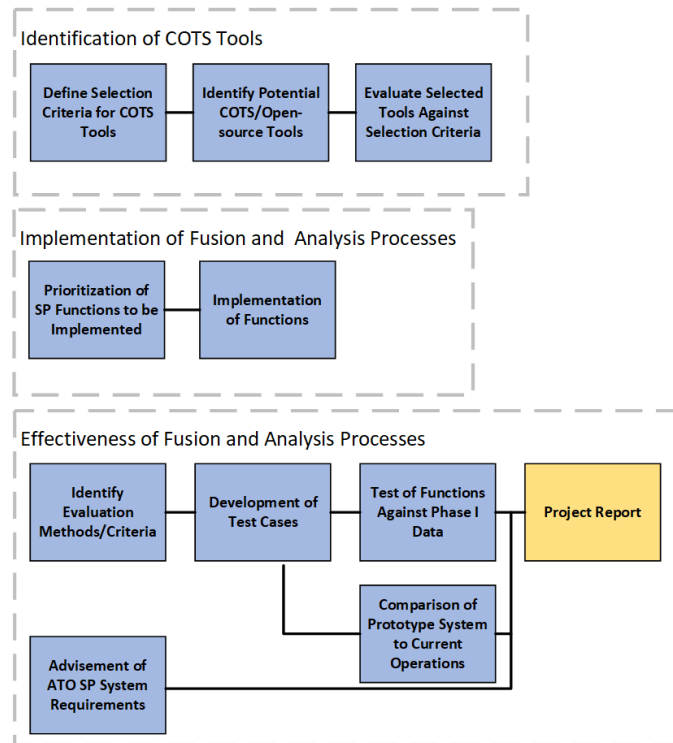 Identification of COTS Tools
Define Selection
Criteria for COTS
Tools
Identify Potential
COTS/Open-
source Tools
Evaluate Selected
Tools Against
Selection Criteria
Implementation of Fusion and  Analysis Processes
Prioritization of
SP Functions to be
Implemented
Implementation
of Functions
Effectiveness of Fusion and Analysis Processes
Identify
Evaluation
Methods/Criteria
Development of
Test Cases
Test of Functions
Against Phase I
Data
Project Report
Comparison of
Prototype System
to Current
Operations
Advisement of
ATO SP System
Requirements